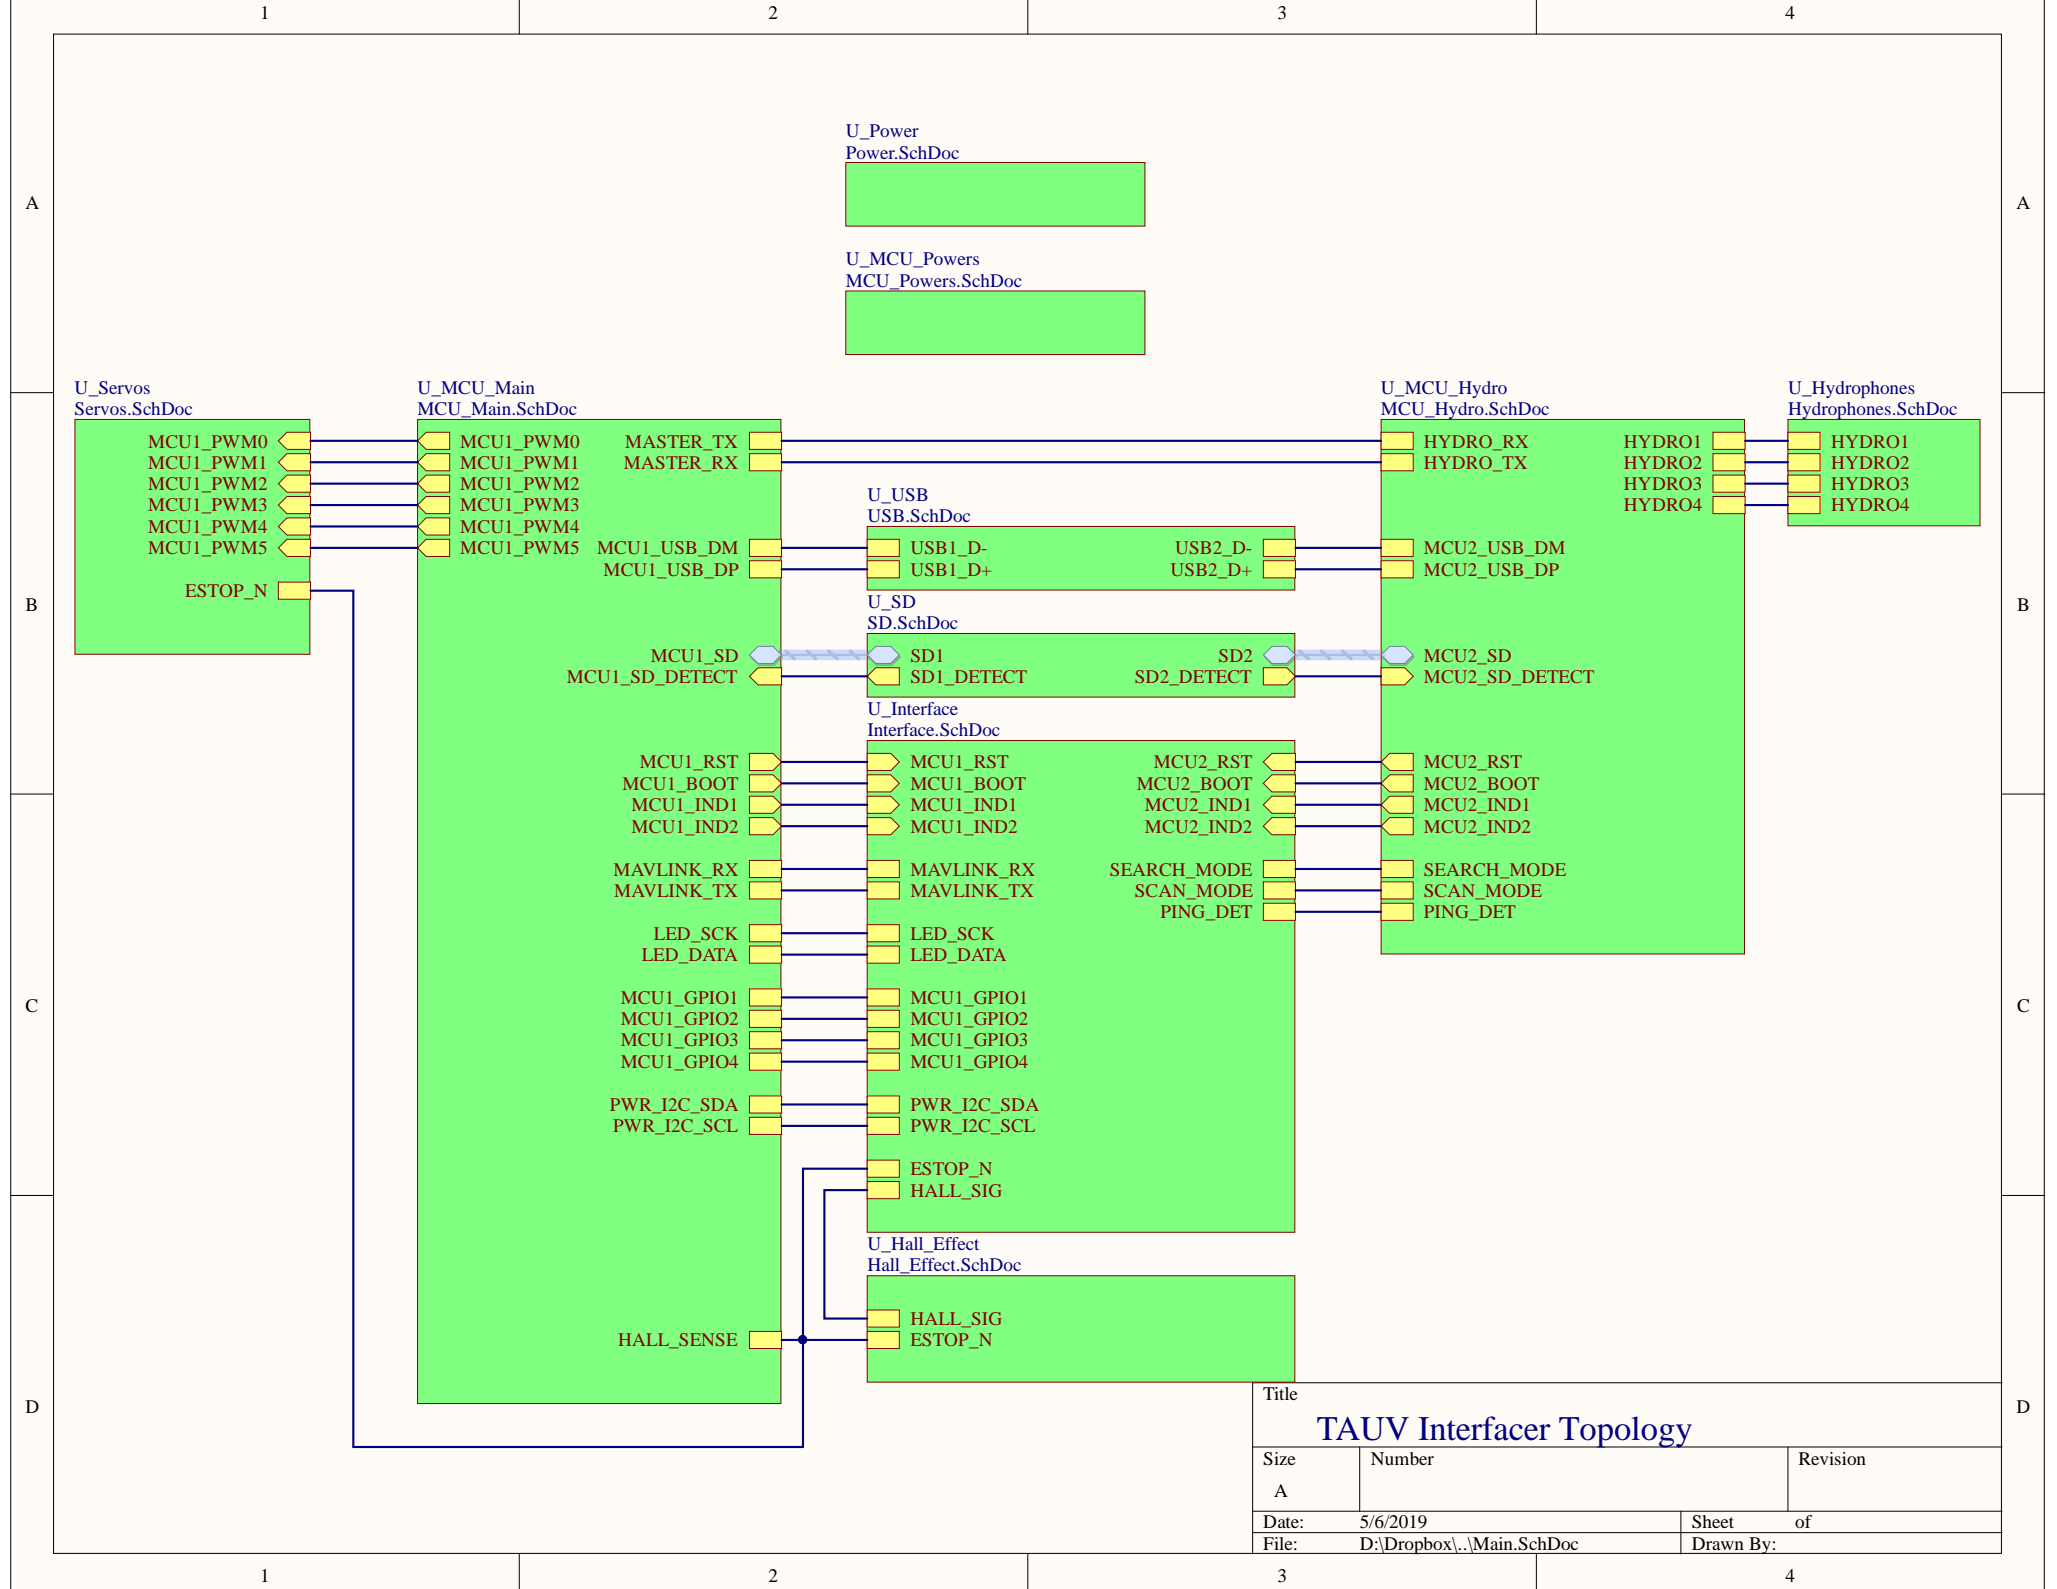 1 2 3 4
A A
B B
C C
D D
U_Power
Power.SchDoc
U_MCU_Powers
MCU_Powers.SchDoc
U_Servos
Servos.SchDoc
MCU1_PWM0
MCU1_PWM1
MCU1_PWM2
MCU1_PWM3
MCU1_PWM4
MCU1_PWM5
ESTOP_N
U_MCU_Main
MCU_Main.SchDoc
MCU1_PWM0
MCU1_PWM1
MCU1_PWM2
MCU1_PWM3
MCU1_PWM4
MCU1_PWM5
MASTER_TX
MASTER_RX
MCU1_USB_DM
MCU1_USB_DP
MCU1_SD
MCU1_SD_DETECT
MCU1_RST
MCU1_BOOT
MCU1_IND1
MCU1_IND2
MAVLINK_RX
MAVLINK_TX
LED_SCK
LED_DATA
MCU1_GPIO1
MCU1_GPIO2
MCU1_GPIO3
MCU1_GPIO4
PWR_I2C_SDA
PWR_I2C_SCL
HALL_SENSE
U_USB
USB.SchDoc
USB1_D- USB2_D-
USB1_D+ USB2_D+
U_SD
SD.SchDoc
SD1 SD2
SD1_DETECT SD2_DETECT
U_Interface
Interface.SchDoc
MCU1_RST MCU2_RST
MCU1_BOOT MCU2_BOOT
MCU1_IND1 MCU2_IND1
MCU1_IND2 MCU2_IND2
MAVLINK_RX SEARCH_MODE
MAVLINK_TX SCAN_MODE
PING_DET
LED_SCK
LED_DATA
MCU1_GPIO1
MCU1_GPIO2
MCU1_GPIO3
MCU1_GPIO4
PWR_I2C_SDA
PWR_I2C_SCL
ESTOP_N
HALL_SIG
U_Hall_Effect
Hall_Effect.SchDoc
HALL_SIG
ESTOP_N
U_MCU_Hydro
MCU_Hydro.SchDoc
HYDRO_RX HYDRO1
HYDRO_TX HYDRO2
HYDRO3
HYDRO4
MCU2_USB_DM
MCU2_USB_DP
MCU2_SD
MCU2_SD_DETECT
MCU2_RST
MCU2_BOOT
MCU2_IND1
MCU2_IND2
SEARCH_MODE
SCAN_MODE
PING_DET
U_Hydrophones
Hydrophones.SchDoc
HYDRO1
HYDRO2
HYDRO3
HYDRO4
Title
TAUV Interfacer Topology
Size Number Revision
A
Date: 5/6/2019 Sheet of
File: D:\Dropbox\..\Main.SchDoc Drawn By:
1 2 3 4